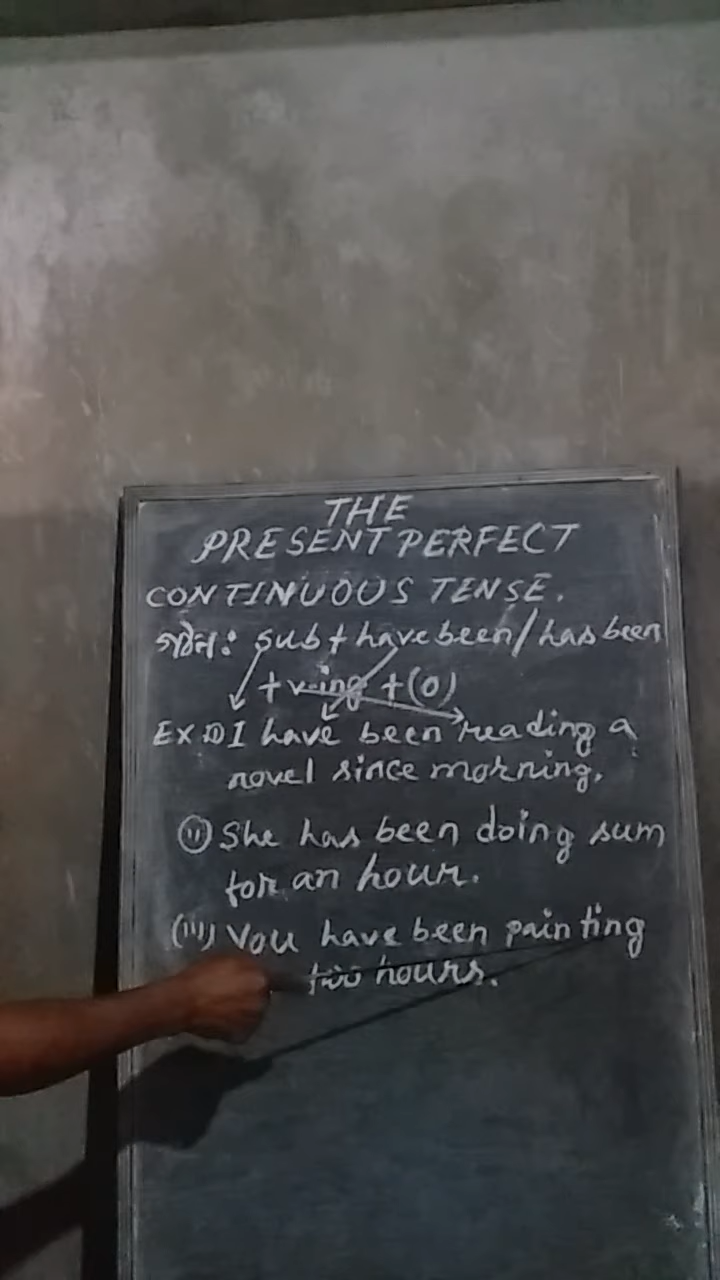 THE
PRESENT PERFECT
CONTINUOUS TENSE.
গঠন: sub + have been/has been
+ v-ing + (o)
Ex. (i) I have been reading a
novel since morning.
(ii) She has been doing sum
for an hour.
(iii) You have been painting
two hours.